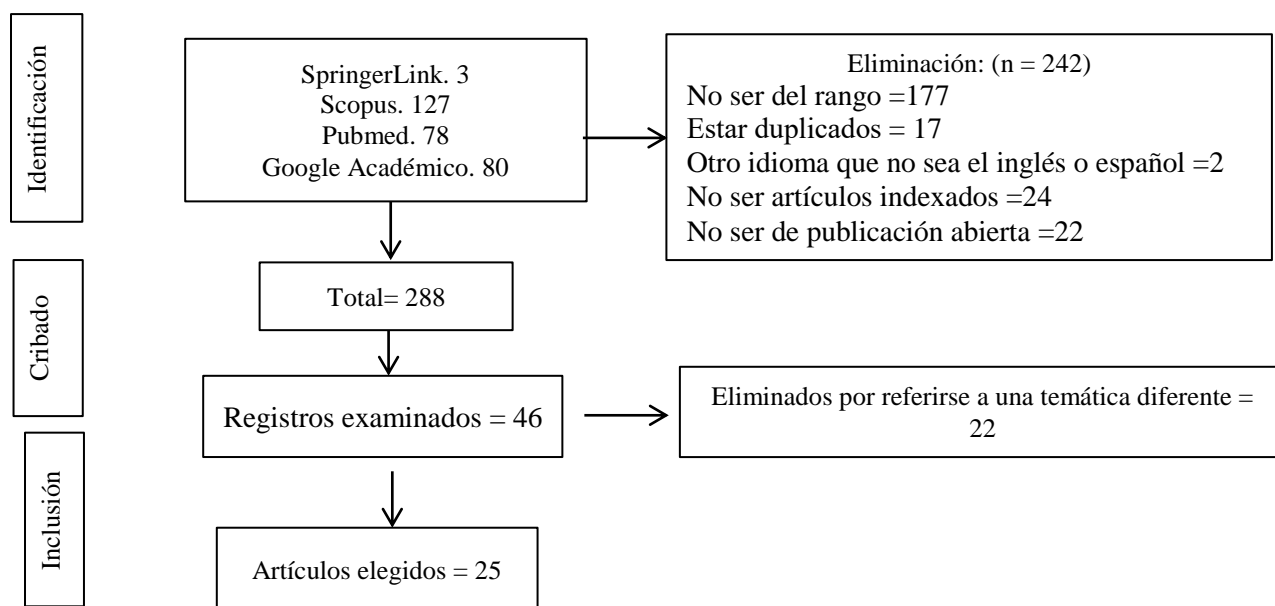 Identificación
SpringerLink. 3
Scopus. 127
Pubmed. 78
Google Académico. 80
Eliminación: (n = 242)
No ser del rango =177
Estar duplicados = 17
Otro idioma que no sea el inglés o español =2
No ser artículos indexados =24
No ser de publicación abierta =22
Cribado
Total= 288
Registros examinados = 46
Eliminados por referirse a una temática diferente =
22
Inclusión
Artículos elegidos = 25